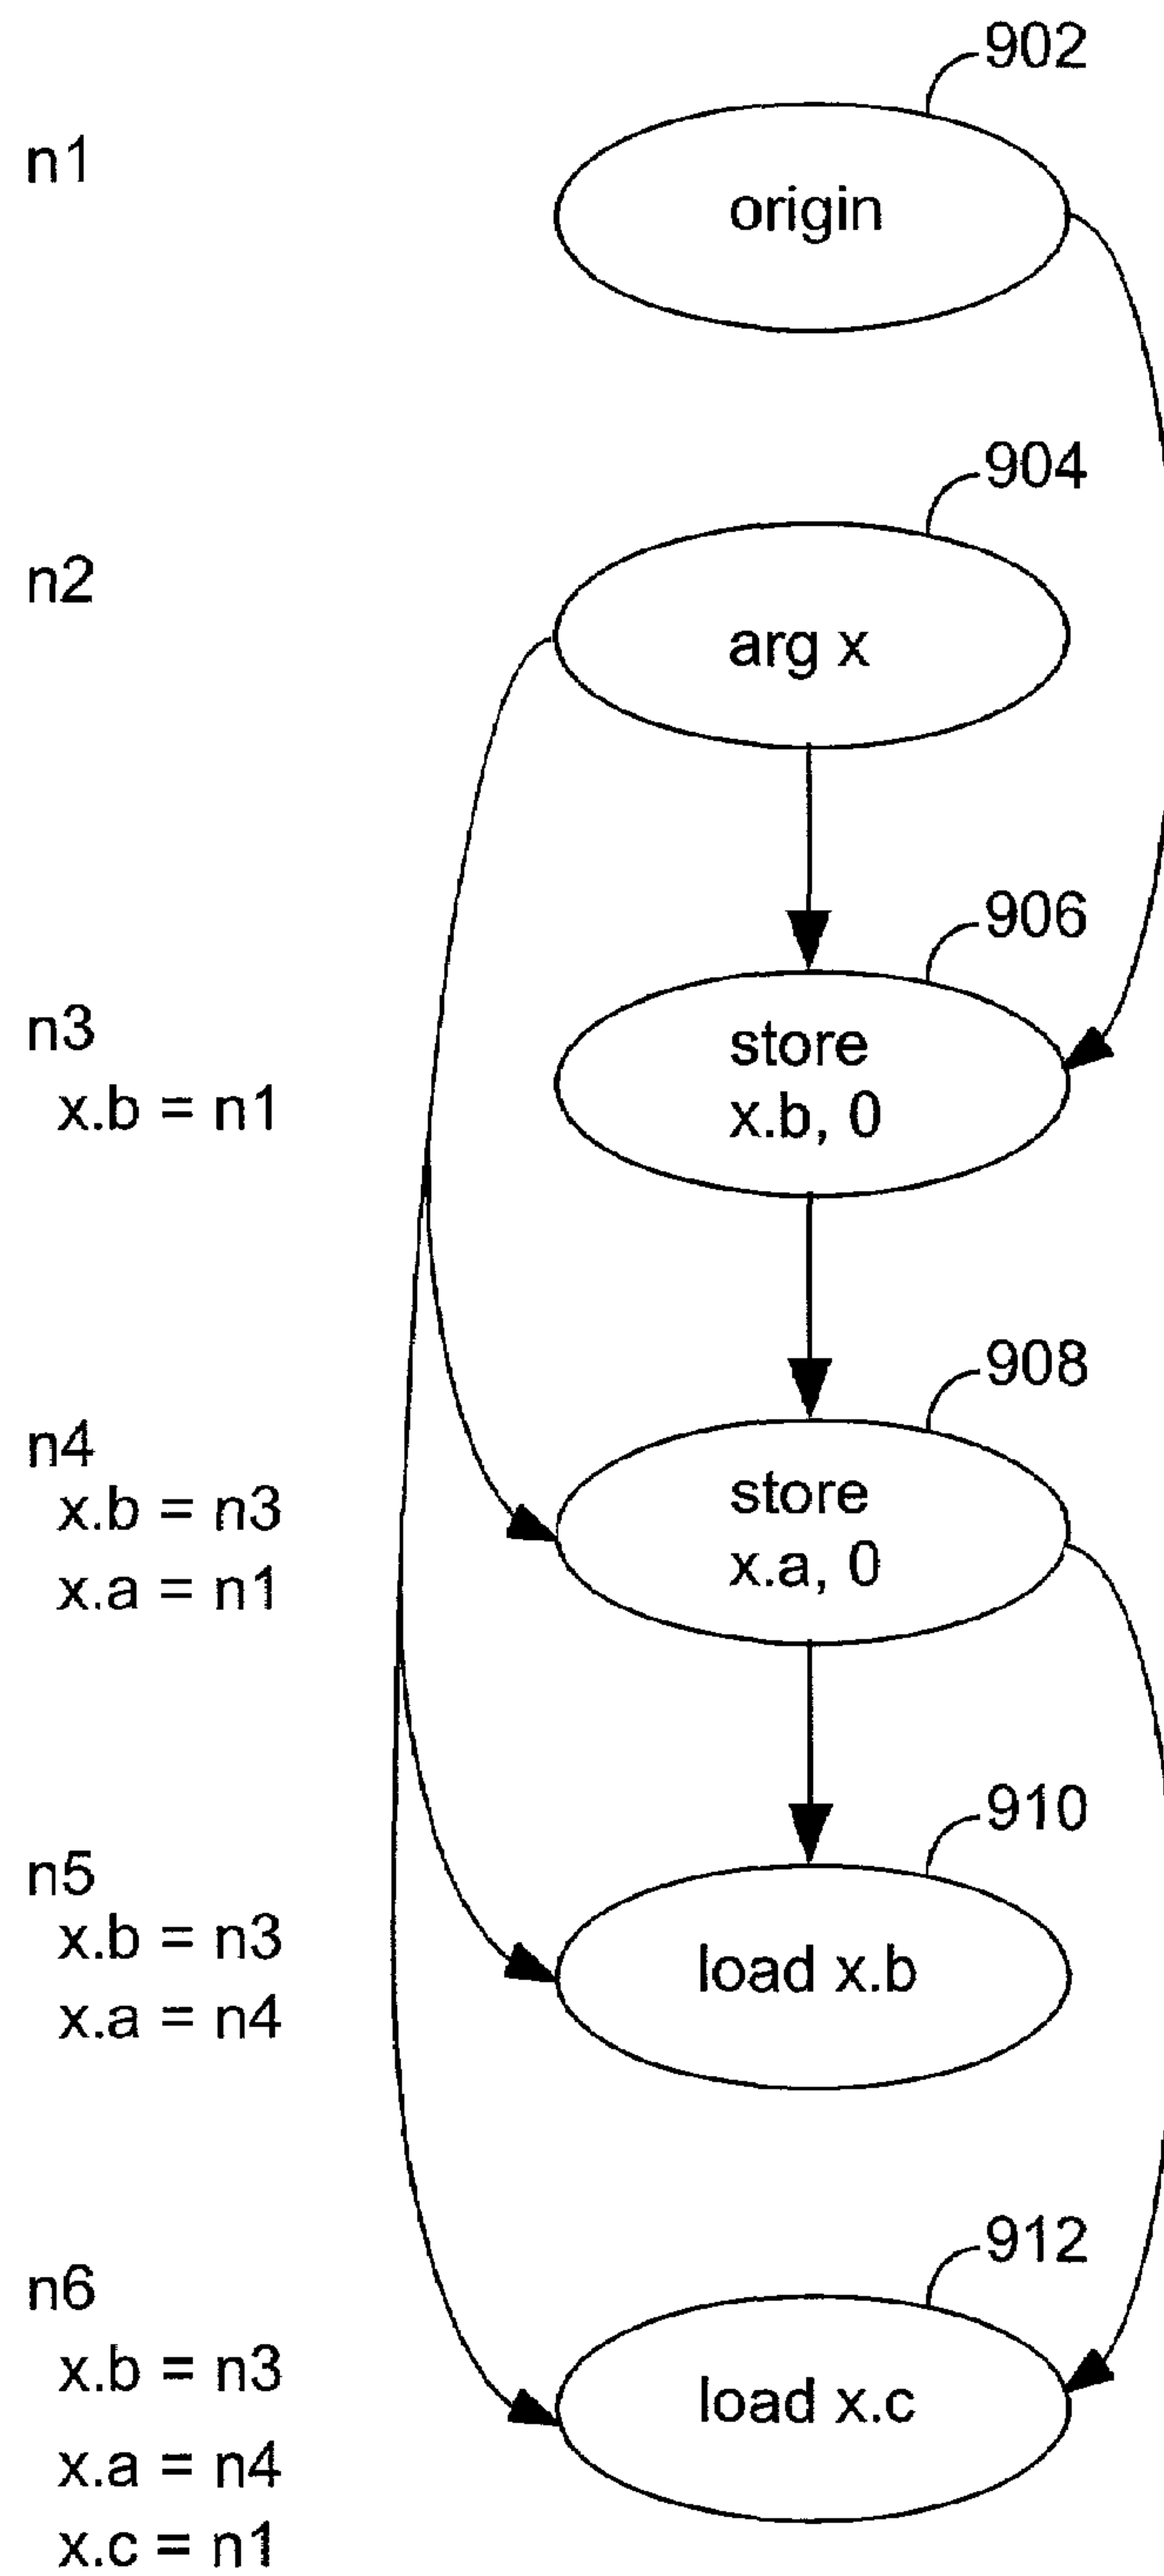 902
n1
origin
904
n2
arg x
906
n3
store
x.b = n1
x.b, 0
908
n4
store
x.b = n3
x.a, 0
x.a = n1
910
n5
x.b = n3
load x.b
x.a = n4
912
n6
x.b = n3
load x.c
x.a = n4
x.c = n1